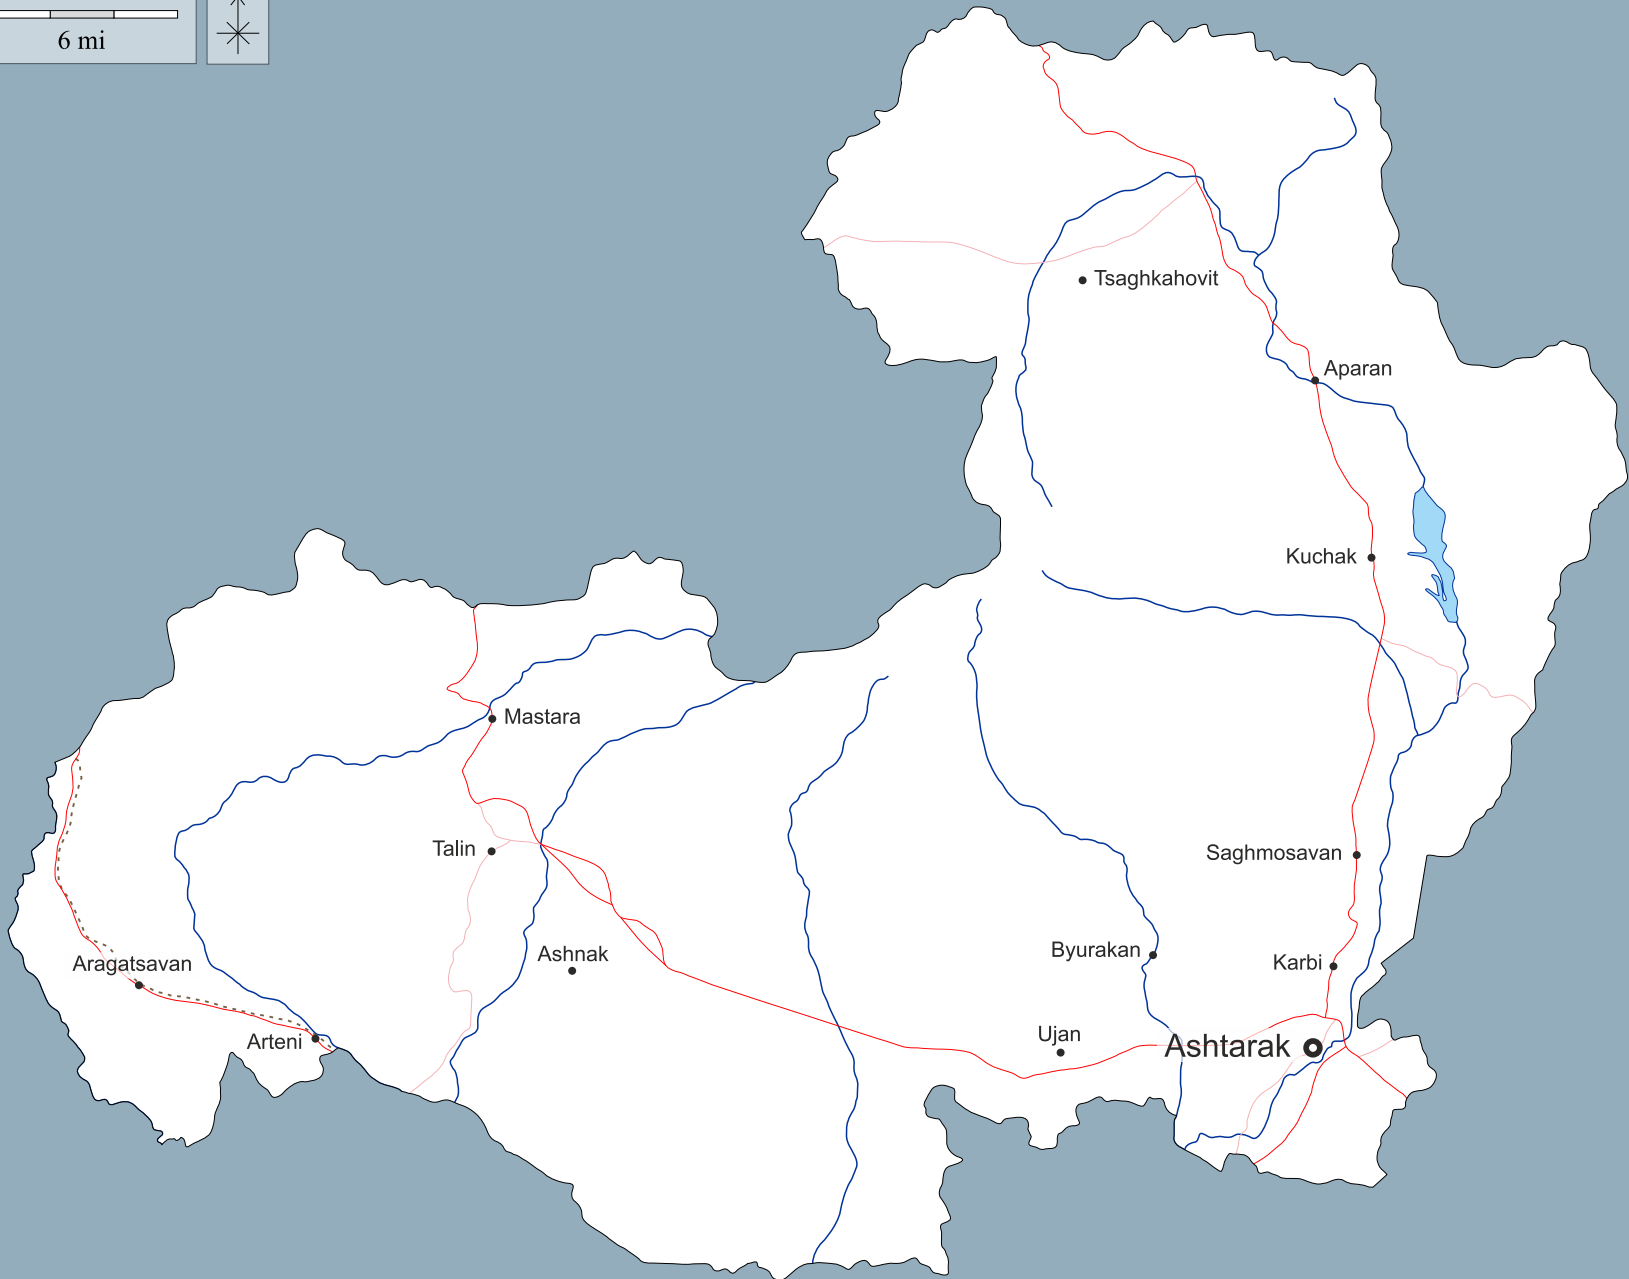 6 mi
Tsaghkahovit
Aparan
Kuchak
Mastara
Talin
Saghmosavan
Ashnak
Byurakan
Karbi
Aragatsavan
Arteni
Ujan
Ashtarak